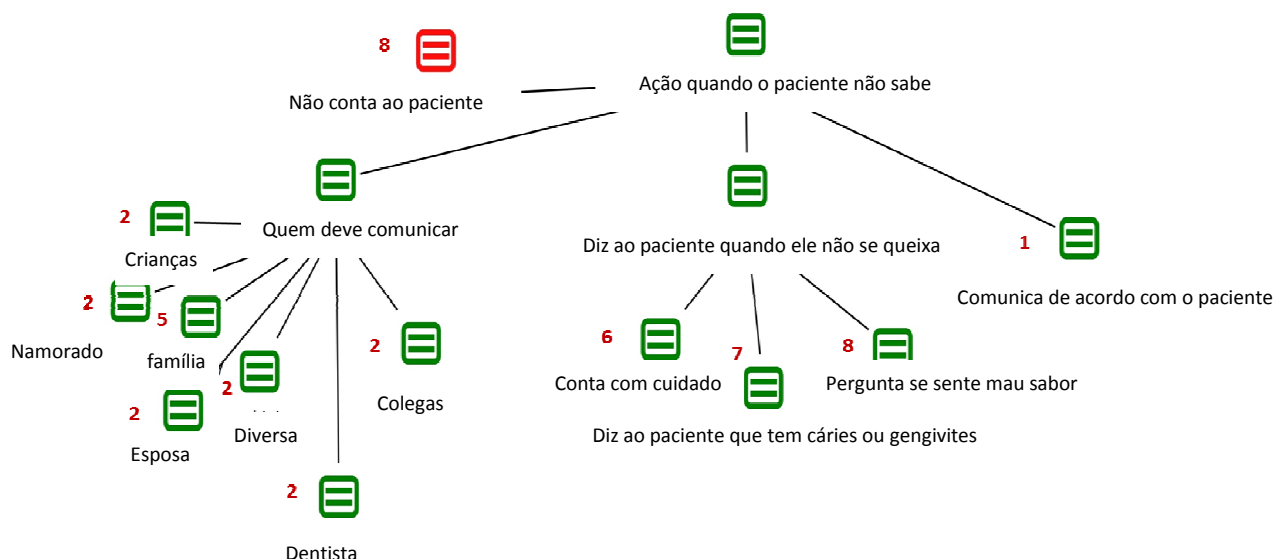 8
Não conta ao paciente
Ação quando o paciente não sabe
2
Crianças
Quem deve comunicar
Diz ao paciente quando ele não se queixa
1
Comunica de acordo com o paciente
2
Namorado
5
família
2
Esposa
2
Diversa
2
Colegas
2
Dentista
6
Conta com cuidado
7
Diz ao paciente que tem cáries ou gengivites
8
Pergunta se sente mau sabor